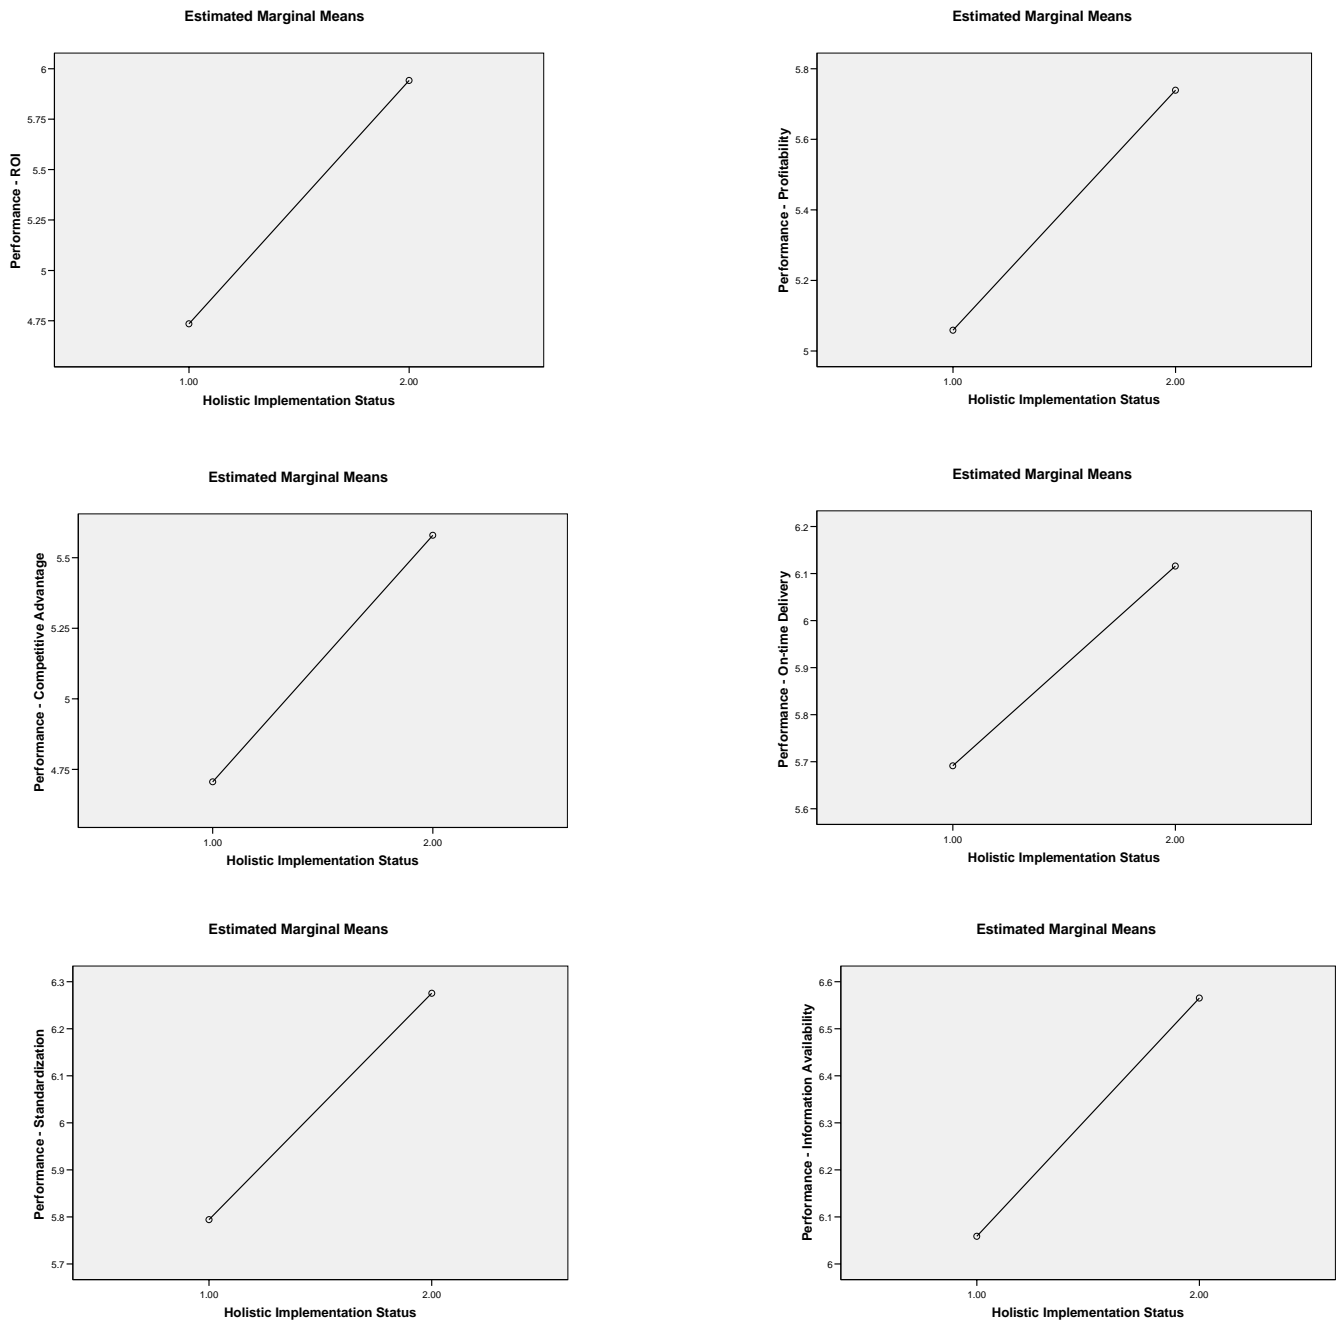 Estimated Marginal Means
Performance - ROI
6
5.75
5.5
5.25
5
4.75
1.00 2.00
Holistic Implementation Status
Estimated Marginal Means
Performance - Profitability
5.8
5.6
5.4
5.2
5
1.00 2.00
Holistic Implementation Status
Estimated Marginal Means
Performance - Competitive Advantage
5.5
5.25
5
4.75
1.00 2.00
Holistic Implementation Status
Estimated Marginal Means
Performance - On-time Delivery
6.2
6.1
6
5.9
5.8
5.7
5.6
1.00 2.00
Holistic Implementation Status
Estimated Marginal Means
Performance - Standardization
6.3
6.2
6.1
6
5.9
5.8
5.7
1.00 2.00
Holistic Implementation Status
Estimated Marginal Means
Performance - Information Availability
6.6
6.5
6.4
6.3
6.2
6.1
6
1.00 2.00
Holistic Implementation Status